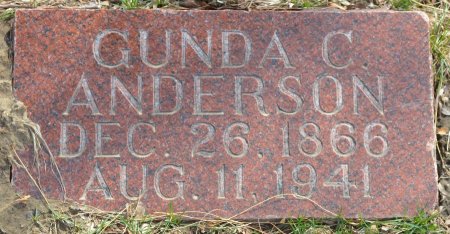 GUNDA C
ANDERSON
DEC. 26, 1866
AUG. 11, 1941